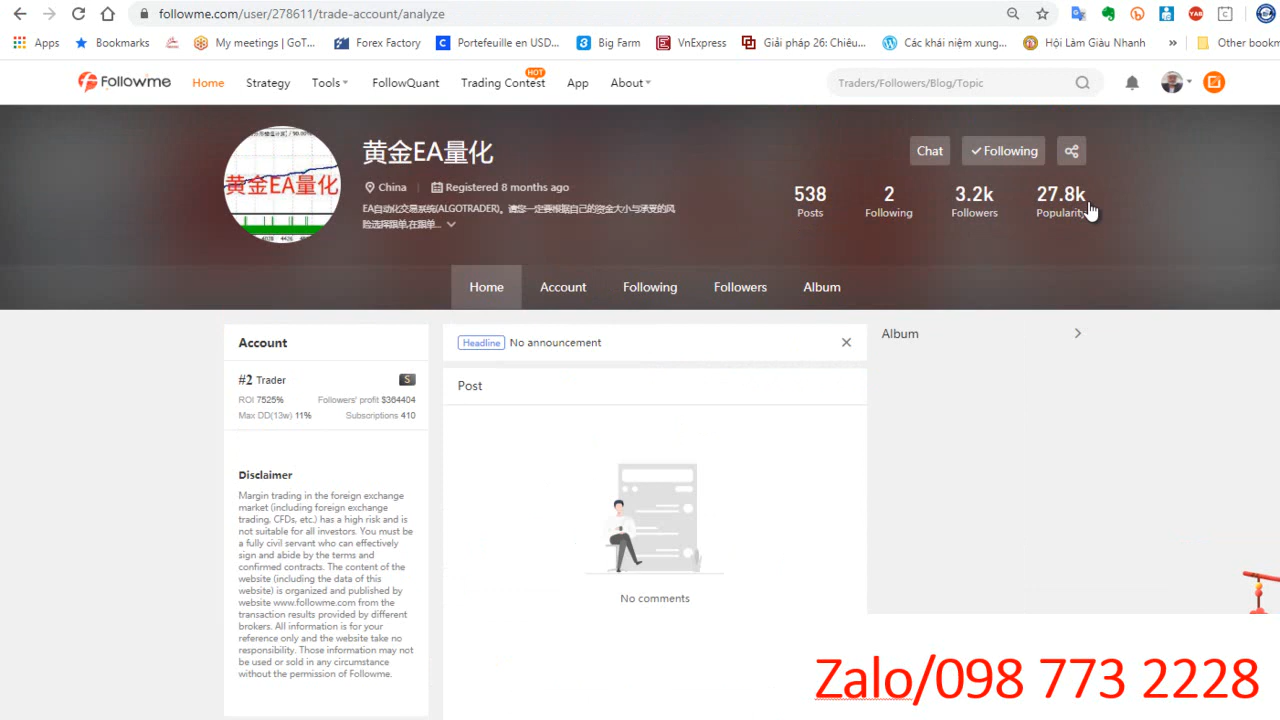 followme.com/user/278611/trade-account/analyze
Apps Bookmarks My meetings | GoT... Forex Factory Portefeuille en USD... Big Farm VnExpress Giải pháp 26: Chiêu... Các khái niệm xung... Hội Làm Giàu Nhanh » Other bookm
Followme Home Strategy Tools FollowQuant Trading Contest HOT App About Traders/Followers/Blog/Topic
黄金EA量化
黄金EA量化
Chat Following
China | Registered 8 months ago
EA自动化交易系统(ALGOTRADER)。请您一定要根据自己的资金大小与承受的风
险选择跟单,在跟单...
538 2 3.2k 27.8k
Posts Following Followers Popularity
Home Account Following Followers Album
Account
#2 Trader S
ROI 7525% Followers' profit $364404
Max DD(13w) 11% Subscriptions 410
Disclaimer
Margin trading in the foreign exchange
market (including foreign exchange
trading, CFDs, etc.) has a high risk and is
not suitable for all investors. You must be
a fully civil servant who can effectively
sign and abide by the terms and
confirmed contracts. The content of the
website (including the data of this
website) is organized and published by
website www.followme.com from the
transaction results provided by different
brokers. All information is for your
reference only and the website take no
responsibility. Those information may not
be used or sold in any circumstance
without the permission of Followme.
Headline No announcement
Post
No comments
Album
Zalo/098 773 2228